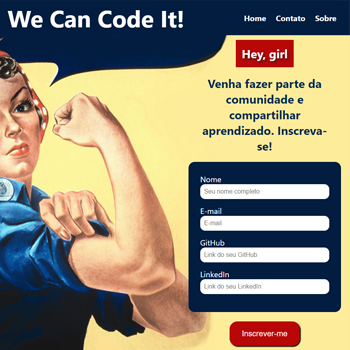 We Can Code It!
Home Contato Sobre
Hey, girl
Venha fazer parte da
comunidade e
compartilhar
aprendizado. Inscreva-
se!
Nome
Seu nome completo
E-mail
E-mail
GitHub
Link do seu GitHub
LinkedIn
Link do seu LinkedIn
Inscrever-me